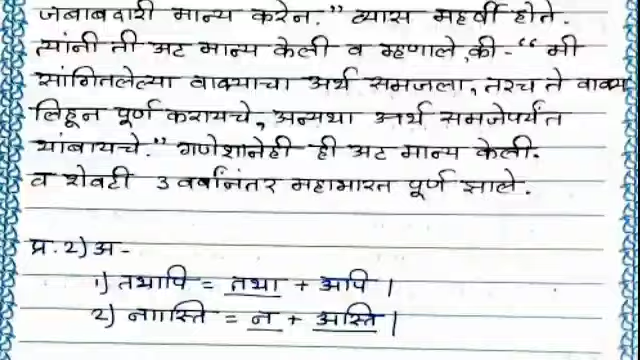 जबाबदारी मान्य करेन." व्यास महर्षी होते.
त्यांनी ती अट मान्य केली व म्हणाले, की - "मी
सांगितलेल्या वाक्याचा अर्थ समजला, तरच ते वाक्य
लिहून पूर्ण करायचे, अन्यथा अर्थ समजेपर्यंत
थांबायचे." गणेशानेही ही अट मान्य केली.
व शेवटी 3 वर्षांनंतर महाभारत पूर्ण झाले.
प्र. 2) अ -
1) तथापि = तथा + अपि ।
2) नास्ति = न + अस्ति ।